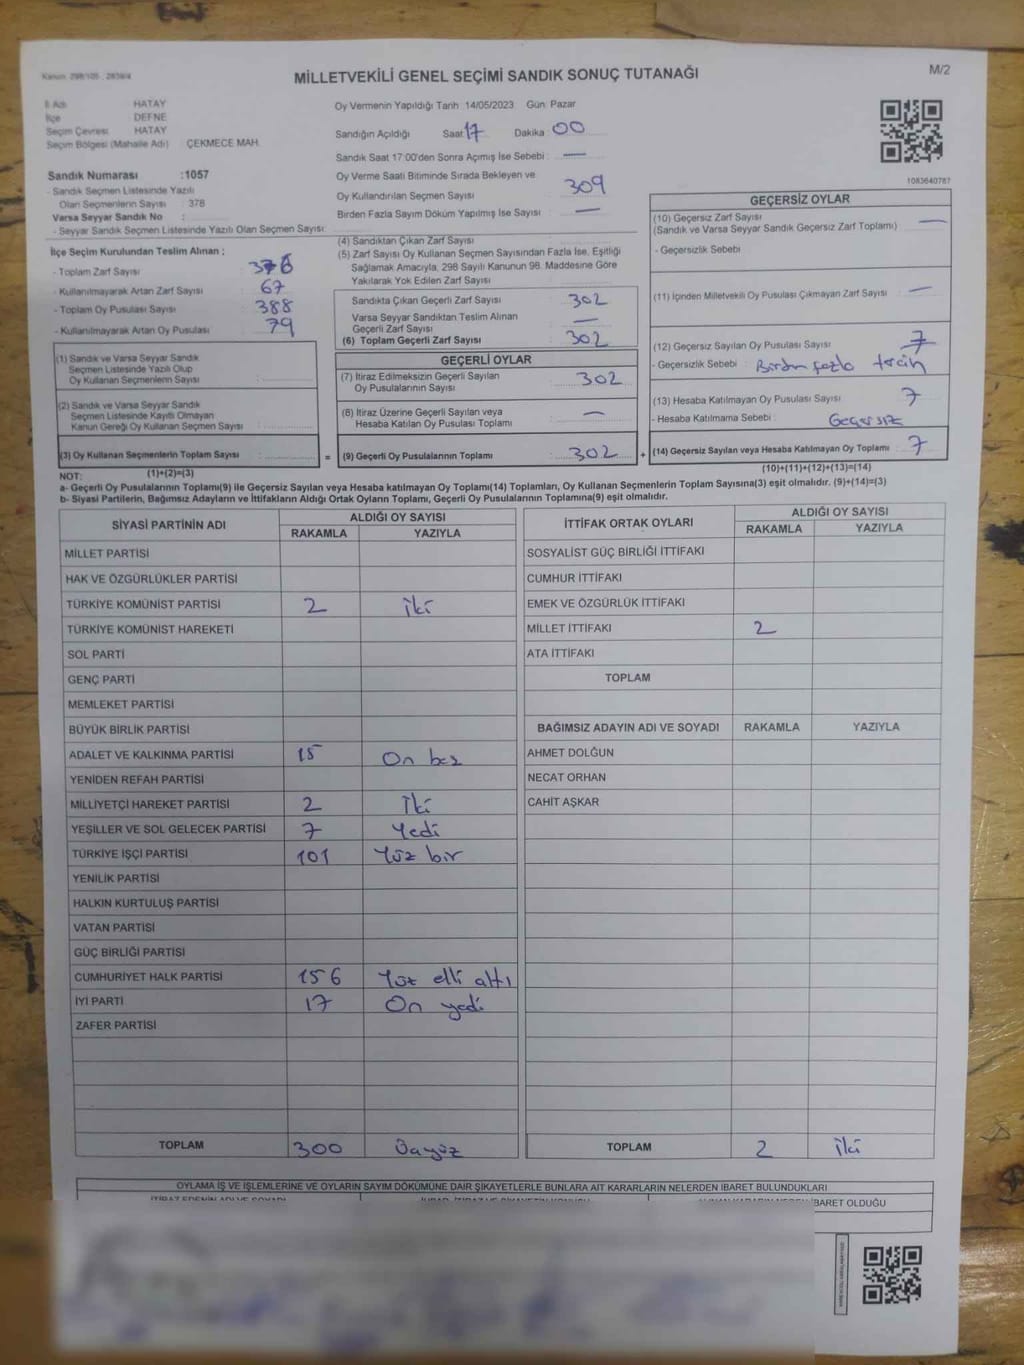 Kanun: 298/105 , 2839/4
MİLLETVEKİLİ GENEL SEÇİMİ SANDIK SONUÇ TUTANAĞI
M/2
İl Adı HATAY
İlçe DEFNE
Seçim Çevresi HATAY
Seçim Bölgesi (Mahalle Adı) ÇEKMECE MAH.
Sandık Numarası :1057
- Sandık Seçmen Listesinde Yazılı
Olan Seçmenlerin Sayısı : 378
Varsa Seyyar Sandık No :
- Seyyar Sandık Seçmen Listesinde Yazılı Olan Seçmen Sayısı:
Oy Vermenin Yapıldığı Tarih 14/05/2023 Gün: Pazar
Sandığın Açıldığı Saat 17 Dakika 00
Sandık Saat 17:00'den Sonra Açımış İse Sebebi : —
Oy Verme Saati Bitiminde Sırada Bekleyen ve
Oy Kullandırılan Seçmen Sayısı 309
Birden Fazla Sayım Döküm Yapılmış İse Sayısı : —
1083640787
İlçe Seçim Kurulundan Teslim Alınan ;
- Toplam Zarf Sayısı : 376
- Kullanılmayarak Artan Zarf Sayısı : 67
- Toplam Oy Pusulası Sayısı : 388
- Kullanılmayarak Artan Oy Pusulası : 79
(1) Sandık ve Varsa Seyyar Sandık
Seçmen Listesinde Yazılı Olup
Oy Kullanan Seçmenlerin Sayısı :
(2) Sandık ve Varsa Seyyar Sandık
Seçmen Listesinde Kayıtlı Olmayan
Kanun Gereği Oy Kullanan Seçmen Sayısı :
(3) Oy Kullanan Seçmenlerin Toplam Sayısı :
(1)+(2)=(3)
(4) Sandıktan Çıkan Zarf Sayısı :
(5) Zarf Sayısı Oy Kullanan Seçmen Sayısından Fazla İse, Eşitliği
Sağlamak Amacıyla, 298 Sayılı Kanunun 98. Maddesine Göre
Yakılarak Yok Edilen Zarf Sayısı :
Sandıkta Çıkan Geçerli Zarf Sayısı : 302
Varsa Seyyar Sandıktan Teslim Alınan
Geçerli Zarf Sayısı : —
(6) Toplam Geçerli Zarf Sayısı : 302
GEÇERLİ OYLAR
(7) İtiraz Edilmeksizin Geçerli Sayılan
Oy Pusulalarının Sayısı : 302
(8) İtiraz Üzerine Geçerli Sayılan veya
Hesaba Katılan Oy Pusulası Toplamı : —
= (9) Geçerli Oy Pusulalarının Toplamı : 302 +
GEÇERSİZ OYLAR
(10) Geçersiz Zarf Sayısı : —
(Sandık ve Varsa Seyyar Sandık Geçersiz Zarf Toplamı)
- Geçersizlik Sebebi :
(11) İçinden Milletvekili Oy Pusulası Çıkmayan Zarf Sayısı : —
(12) Geçersiz Sayılan Oy Pusulası Sayısı : 7
- Geçersizlik Sebebi : Birden fazla tercih
(13) Hesaba Katılmayan Oy Pusulası Sayısı : 7
- Hesaba Katılmama Sebebi : Geçersiz
(14) Geçersiz Sayılan veya Hesaba Katılmayan Oy Toplamı : 7
(10)+(11)+(12)+(13)=(14)
NOT:
a- Geçerli Oy Pusulalarının Toplamı(9) ile Geçersiz Sayılan veya Hesaba katılmayan Oy Toplamı(14) Toplamları, Oy Kullanan Seçmenlerin Toplam Sayısına(3) eşit olmalıdır. (9)+(14)=(3)
b- Siyasi Partilerin, Bağımsız Adayların ve İttifakların Aldığı Ortak Oyların Toplamı, Geçerli Oy Pusulalarının Toplamına(9) eşit olmalıdır.
SİYASİ PARTİNİN ADI ALDIĞI OY SAYISI
RAKAMLA YAZIYLA
MİLLET PARTİSİ
HAK VE ÖZGÜRLÜKLER PARTİSİ
TÜRKİYE KOMÜNİST PARTİSİ 2 iki
TÜRKİYE KOMÜNİST HAREKETİ
SOL PARTİ
GENÇ PARTİ
MEMLEKET PARTİSİ
BÜYÜK BİRLİK PARTİSİ
ADALET VE KALKINMA PARTİSİ 15 On beş
YENİDEN REFAH PARTİSİ
MİLLİYETÇİ HAREKET PARTİSİ 2 İki
YEŞİLLER VE SOL GELECEK PARTİSİ 7 Yedi
TÜRKİYE İŞÇİ PARTİSİ 101 Yüz bir
YENİLİK PARTİSİ
HALKIN KURTULUŞ PARTİSİ
VATAN PARTİSİ
GÜÇ BİRLİĞİ PARTİSİ
CUMHURİYET HALK PARTİSİ 156 Yüz elli altı
İYİ PARTİ 17 On yedi
ZAFER PARTİSİ
TOPLAM 300 Üçyüz
İTTİFAK ORTAK OYLARI ALDIĞI OY SAYISI
RAKAMLA YAZIYLA
SOSYALİST GÜÇ BİRLİĞİ İTTİFAKI
CUMHUR İTTİFAKI
EMEK VE ÖZGÜRLÜK İTTİFAKI
MİLLET İTTİFAKI 2
ATA İTTİFAKI
TOPLAM
BAĞIMSIZ ADAYIN ADI VE SOYADI RAKAMLA YAZIYLA
AHMET DOLĞUN
NECAT ORHAN
CAHİT AŞKAR
TOPLAM 2 İki
OYLAMA İŞ VE İŞLEMLERİNE VE OYLARIN SAYIM DÖKÜMÜNE DAİR ŞİKAYETLERLE BUNLARA AİT KARARLARIN NELERDEN İBARET BULUNDUKLARI
İBARET OLDUĞU